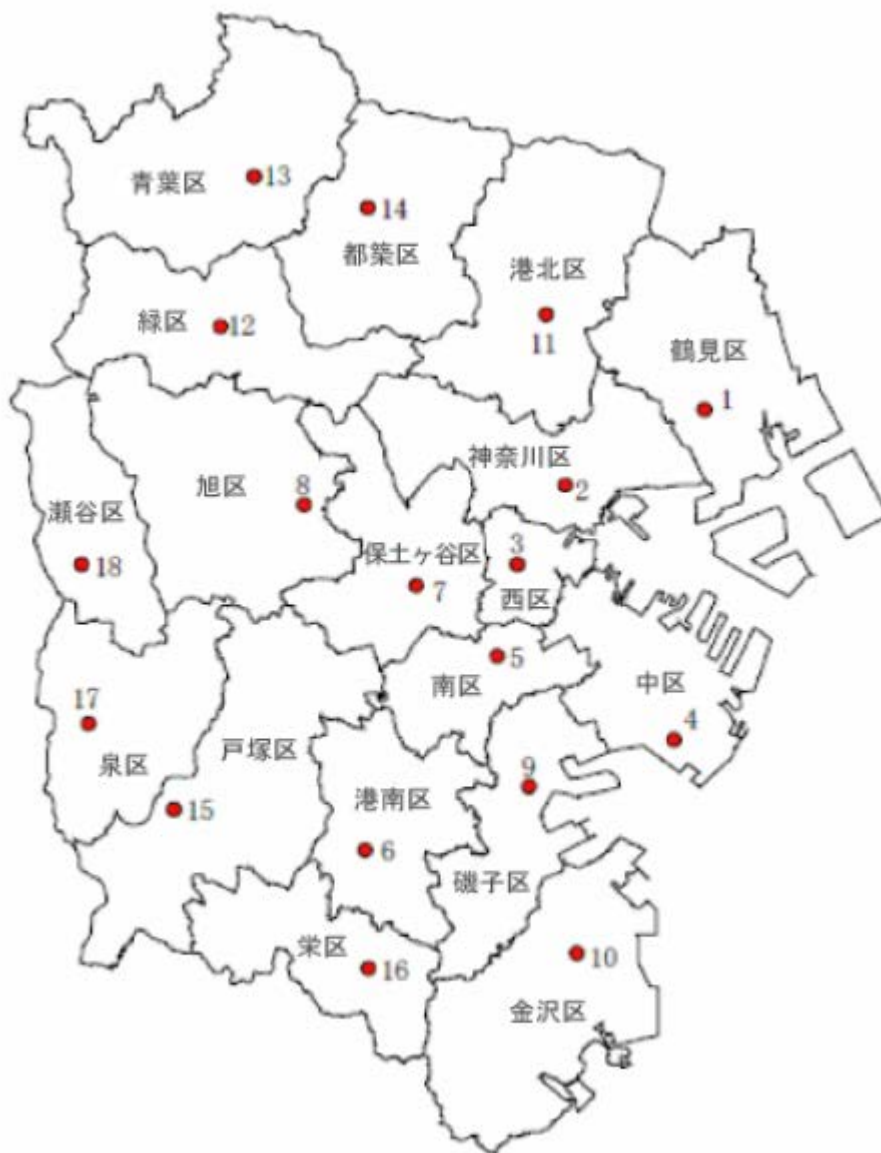 青葉区
13
14
都築区
港北区
緑区
12
11
鶴見区
1
神奈川区
2
旭区
8
瀬谷区
18
保土ヶ谷区
7
3
西区
5
南区
中区
4
17
泉区
戸塚区
15
港南区
6
9
磯子区
栄区
16
10
金沢区